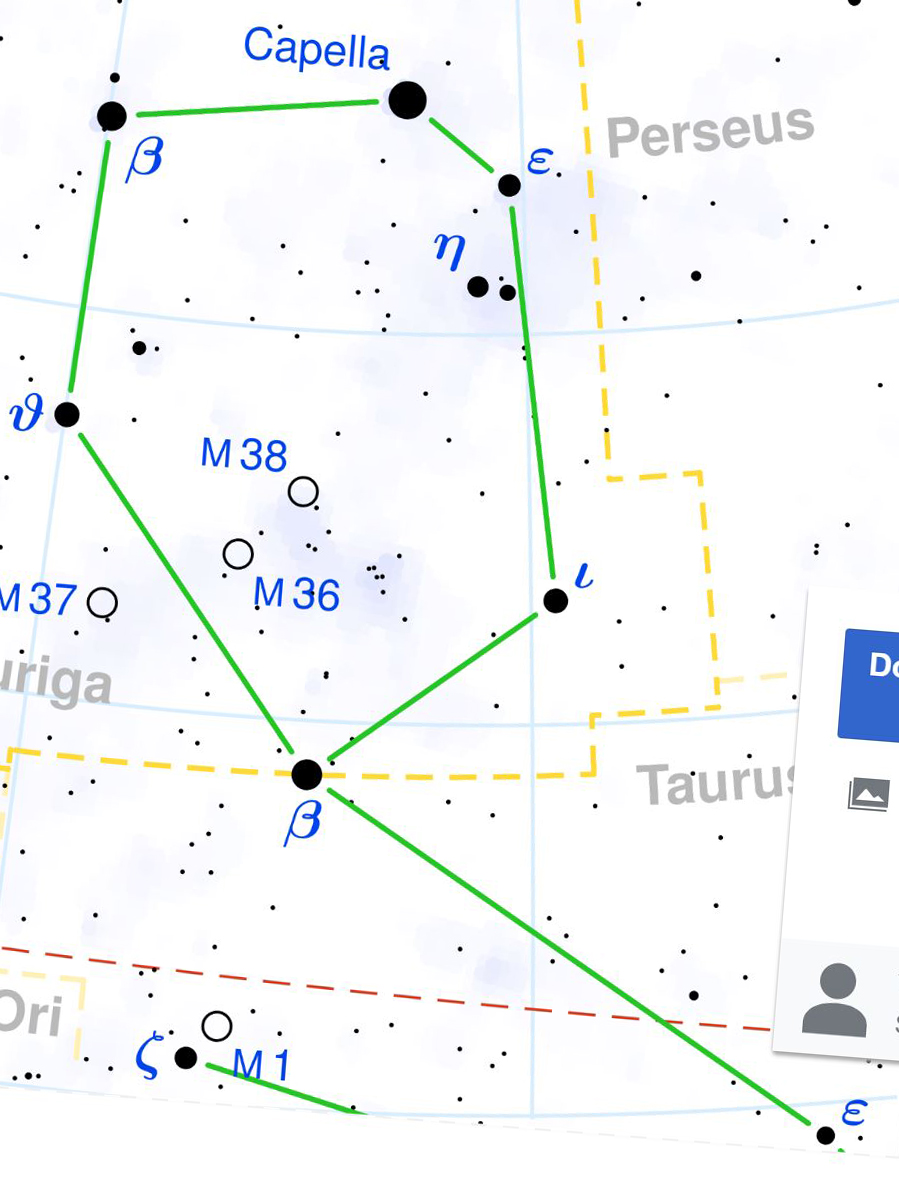 Capella
Perseus
β
ε
η
ϑ
M 38
M 36
ι
M 37
uriga
Do
Taurus
β
Ori
ζ
M 1
ε